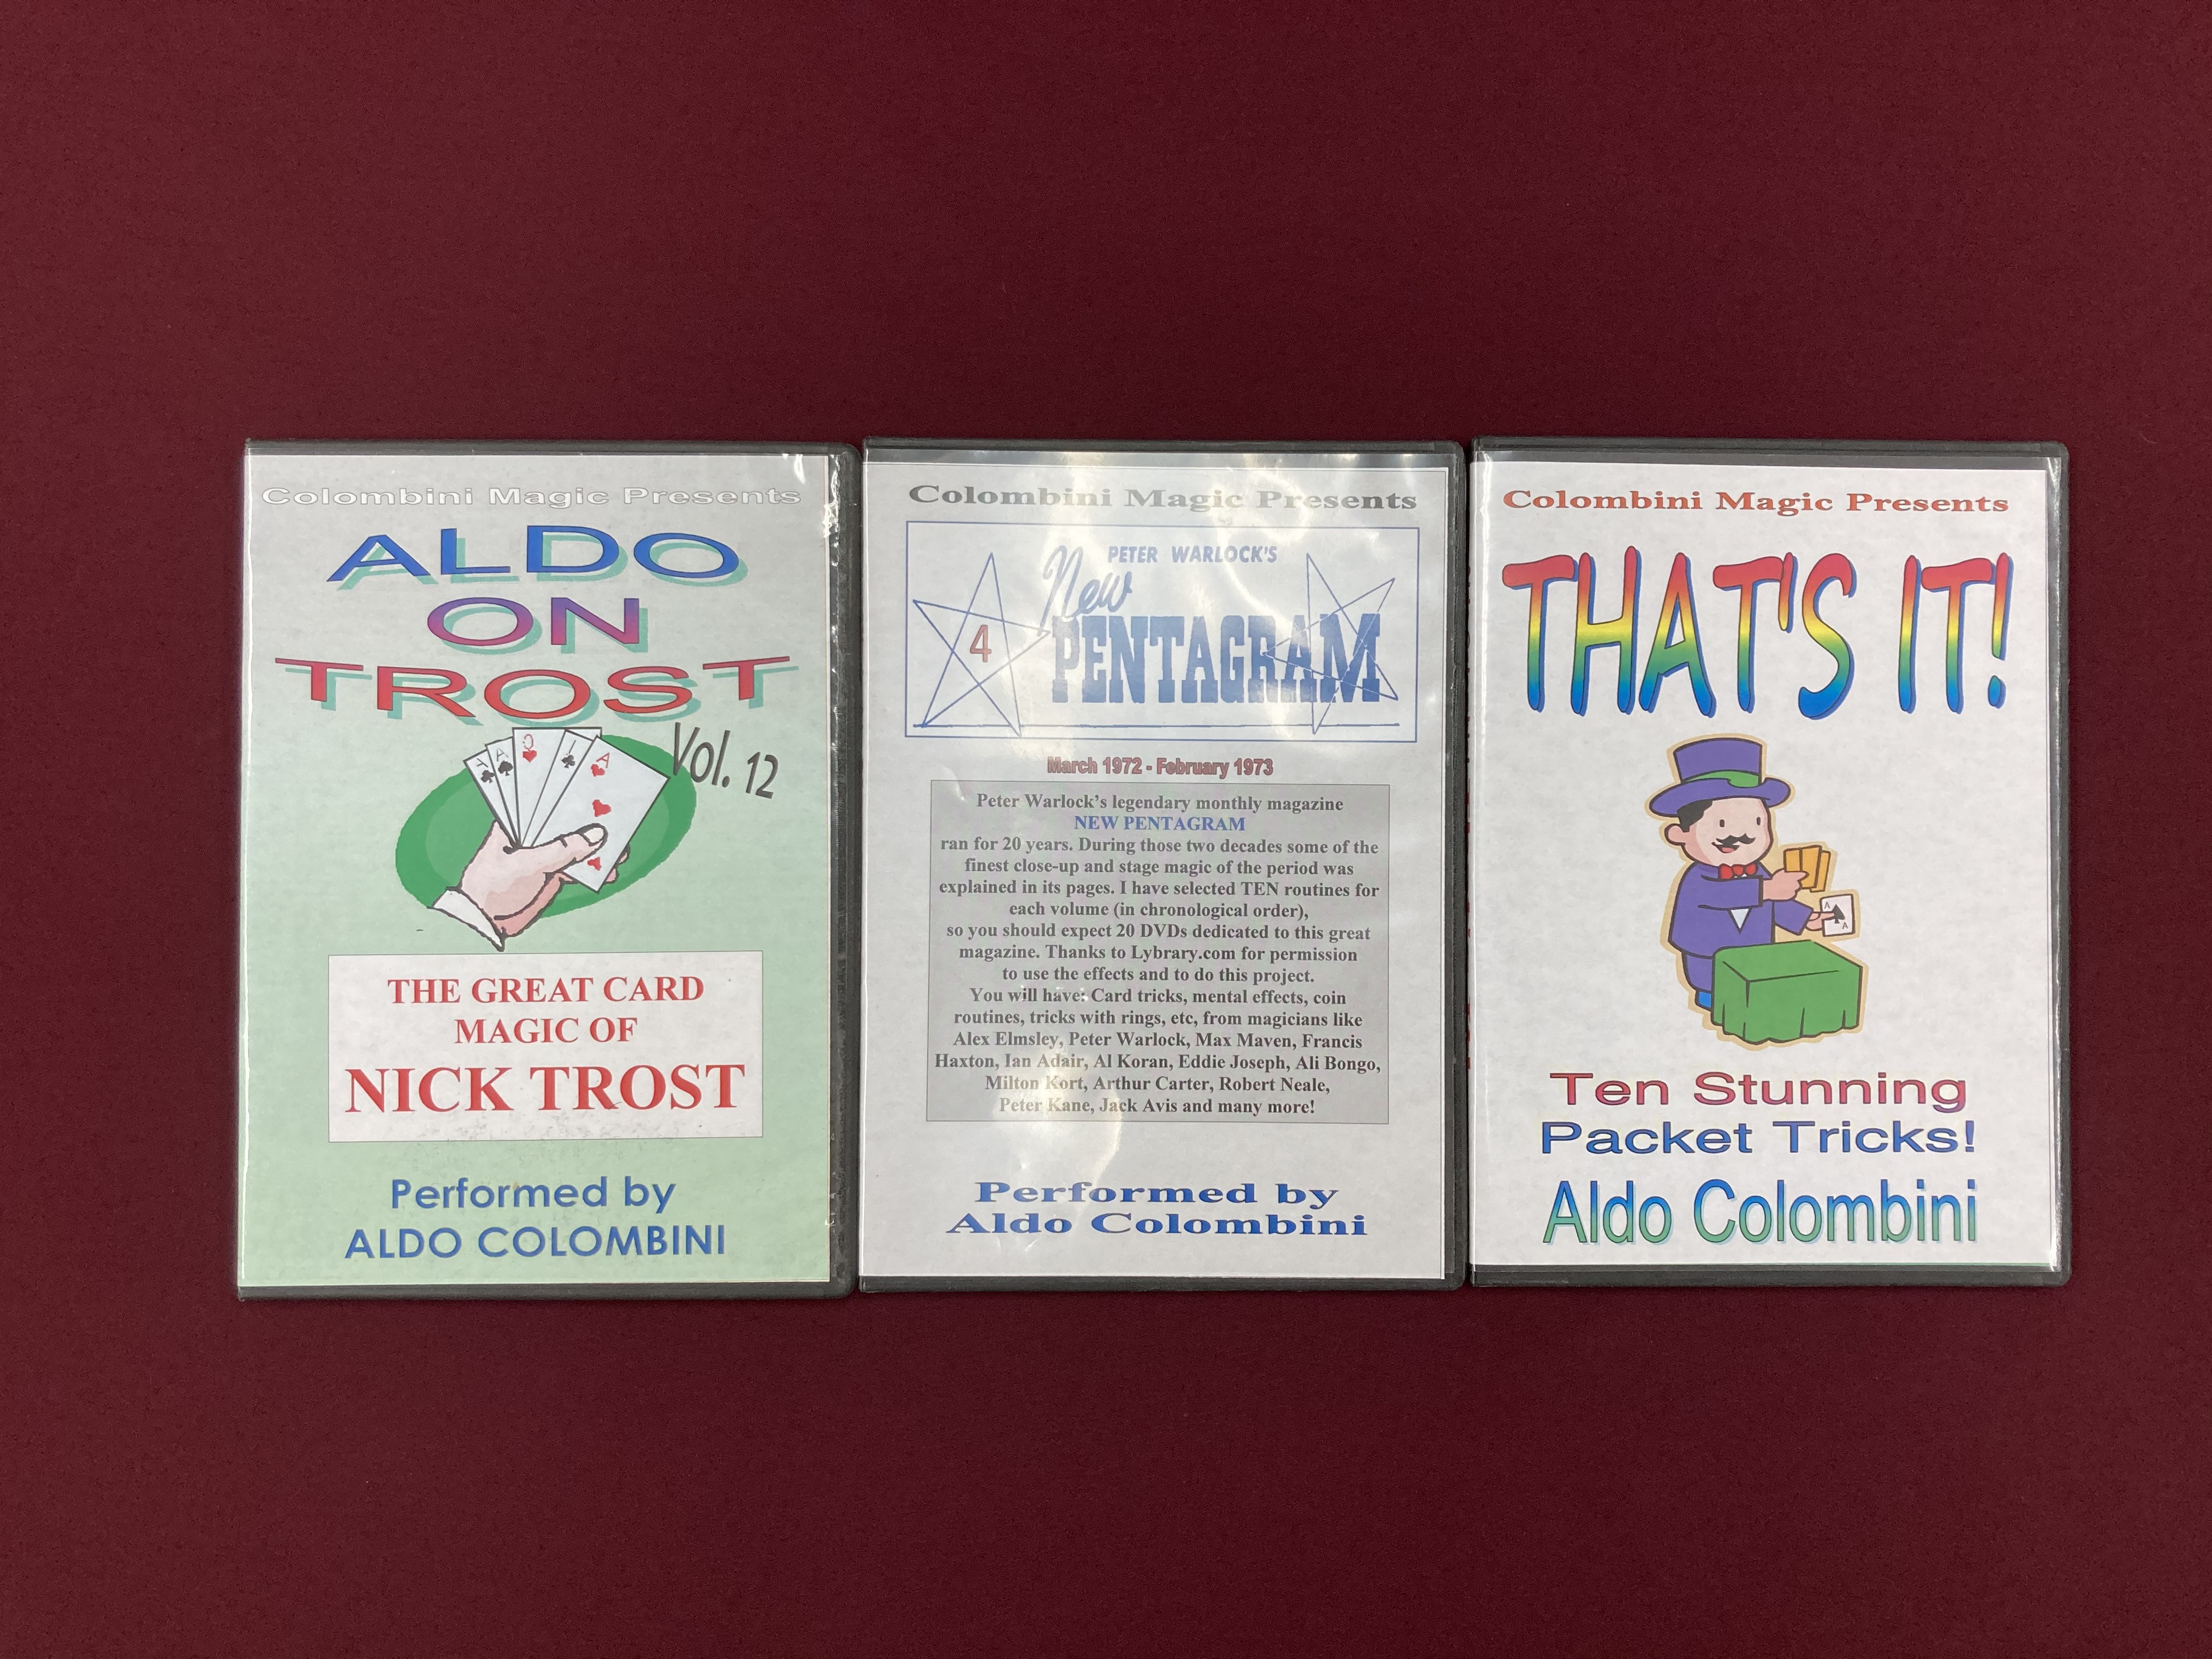 Colombini Magic Presents
ALDO
ON
TROST
Vol. 12
A
A
Q
J
A
THE GREAT CARD
MAGIC OF
NICK TROST
Performed by
ALDO COLOMBINI
Colombini Magic Presents
PETER WARLOCK'S
New
4
PENTAGRAM
March 1972 - February 1973
Peter Warlock's legendary monthly magazine
NEW PENTAGRAM
ran for 20 years. During those two decades some of the
finest close-up and stage magic of the period was
explained in its pages. I have selected TEN routines for
each volume (in chronological order),
so you should expect 20 DVDs dedicated to this great
magazine. Thanks to Lybrary.com for permission
to use the effects and to do this project.
You will have: Card tricks, mental effects, coin
routines, tricks with rings, etc, from magicians like
Alex Elmsley, Peter Warlock, Max Maven, Francis
Haxton, Ian Adair, Al Koran, Eddie Joseph, Ali Bongo,
Milton Kort, Arthur Carter, Robert Neale,
Peter Kane, Jack Avis and many more!
Performed by
Aldo Colombini
Colombini Magic Presents
THAT'S IT!
A
A
Ten Stunning
Packet Tricks!
Aldo Colombini